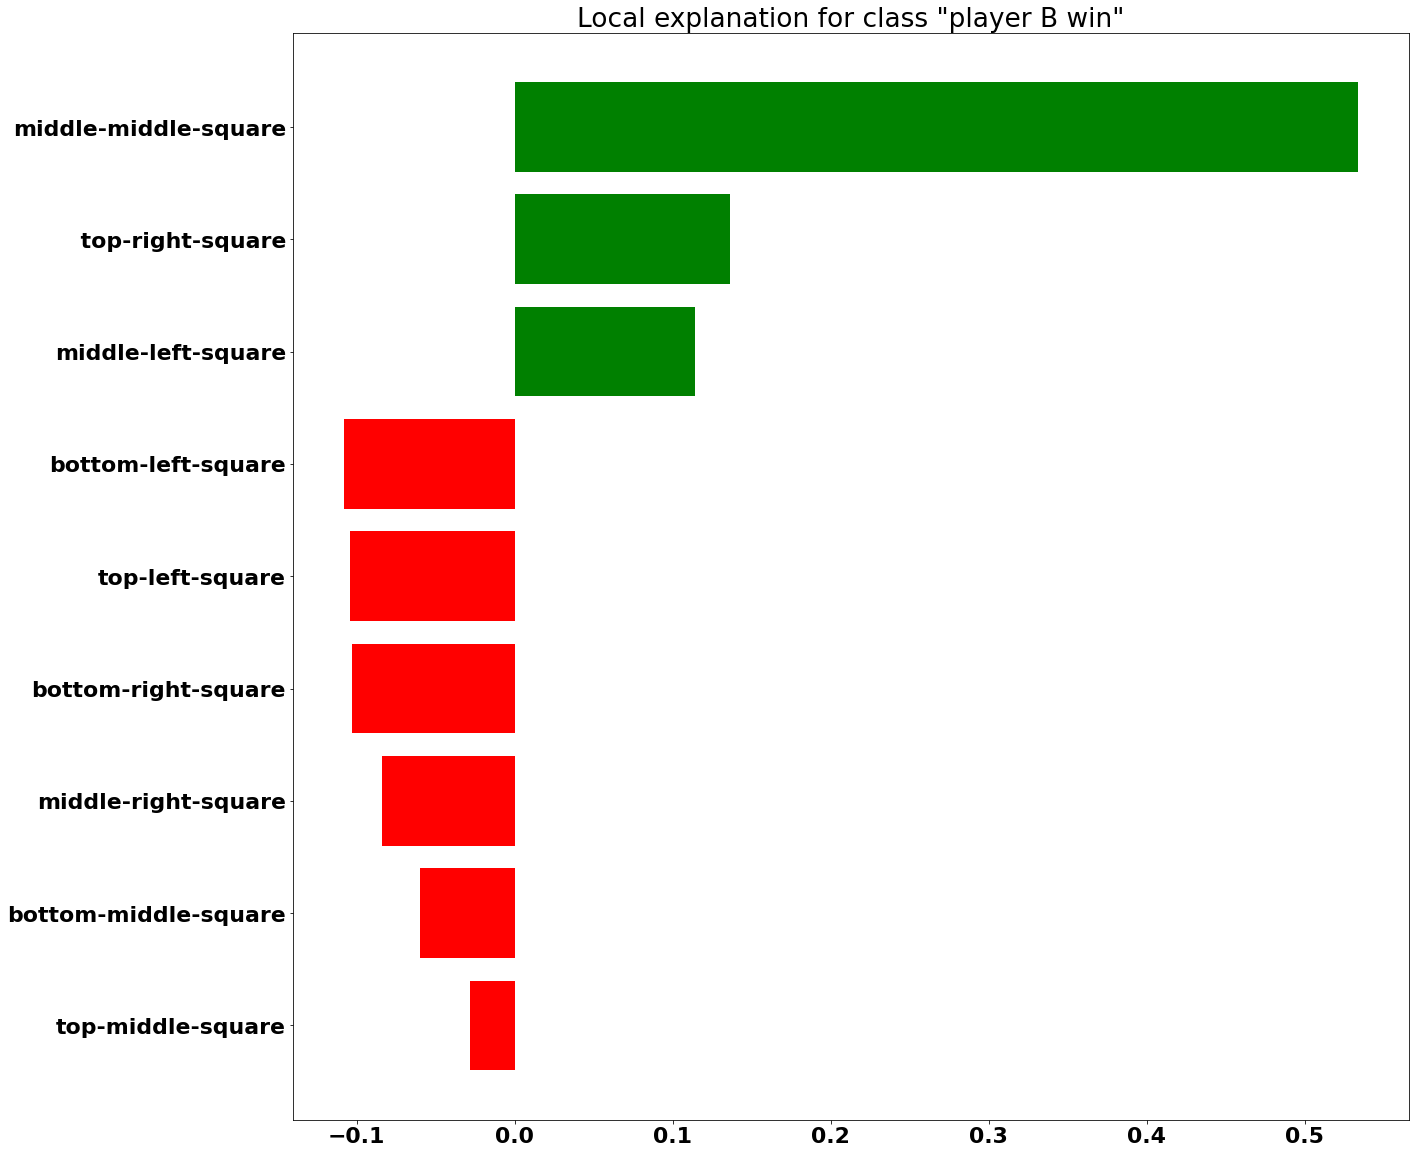 Local explanation for class "player B win"
middle-middle-square
top-right-square
middle-left-square
bottom-left-square
top-left-square
bottom-right-square
middle-right-square
bottom-middle-square
top-middle-square
−0.1 0.0 0.1 0.2 0.3 0.4 0.5